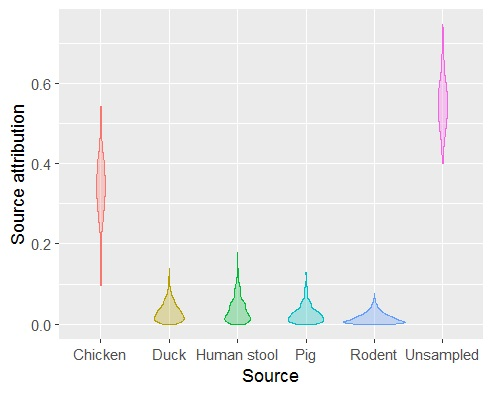 Source attribution
0.6
0.4
0.2
0.0
Chicken Duck Human stool Pig Rodent Unsampled
Source